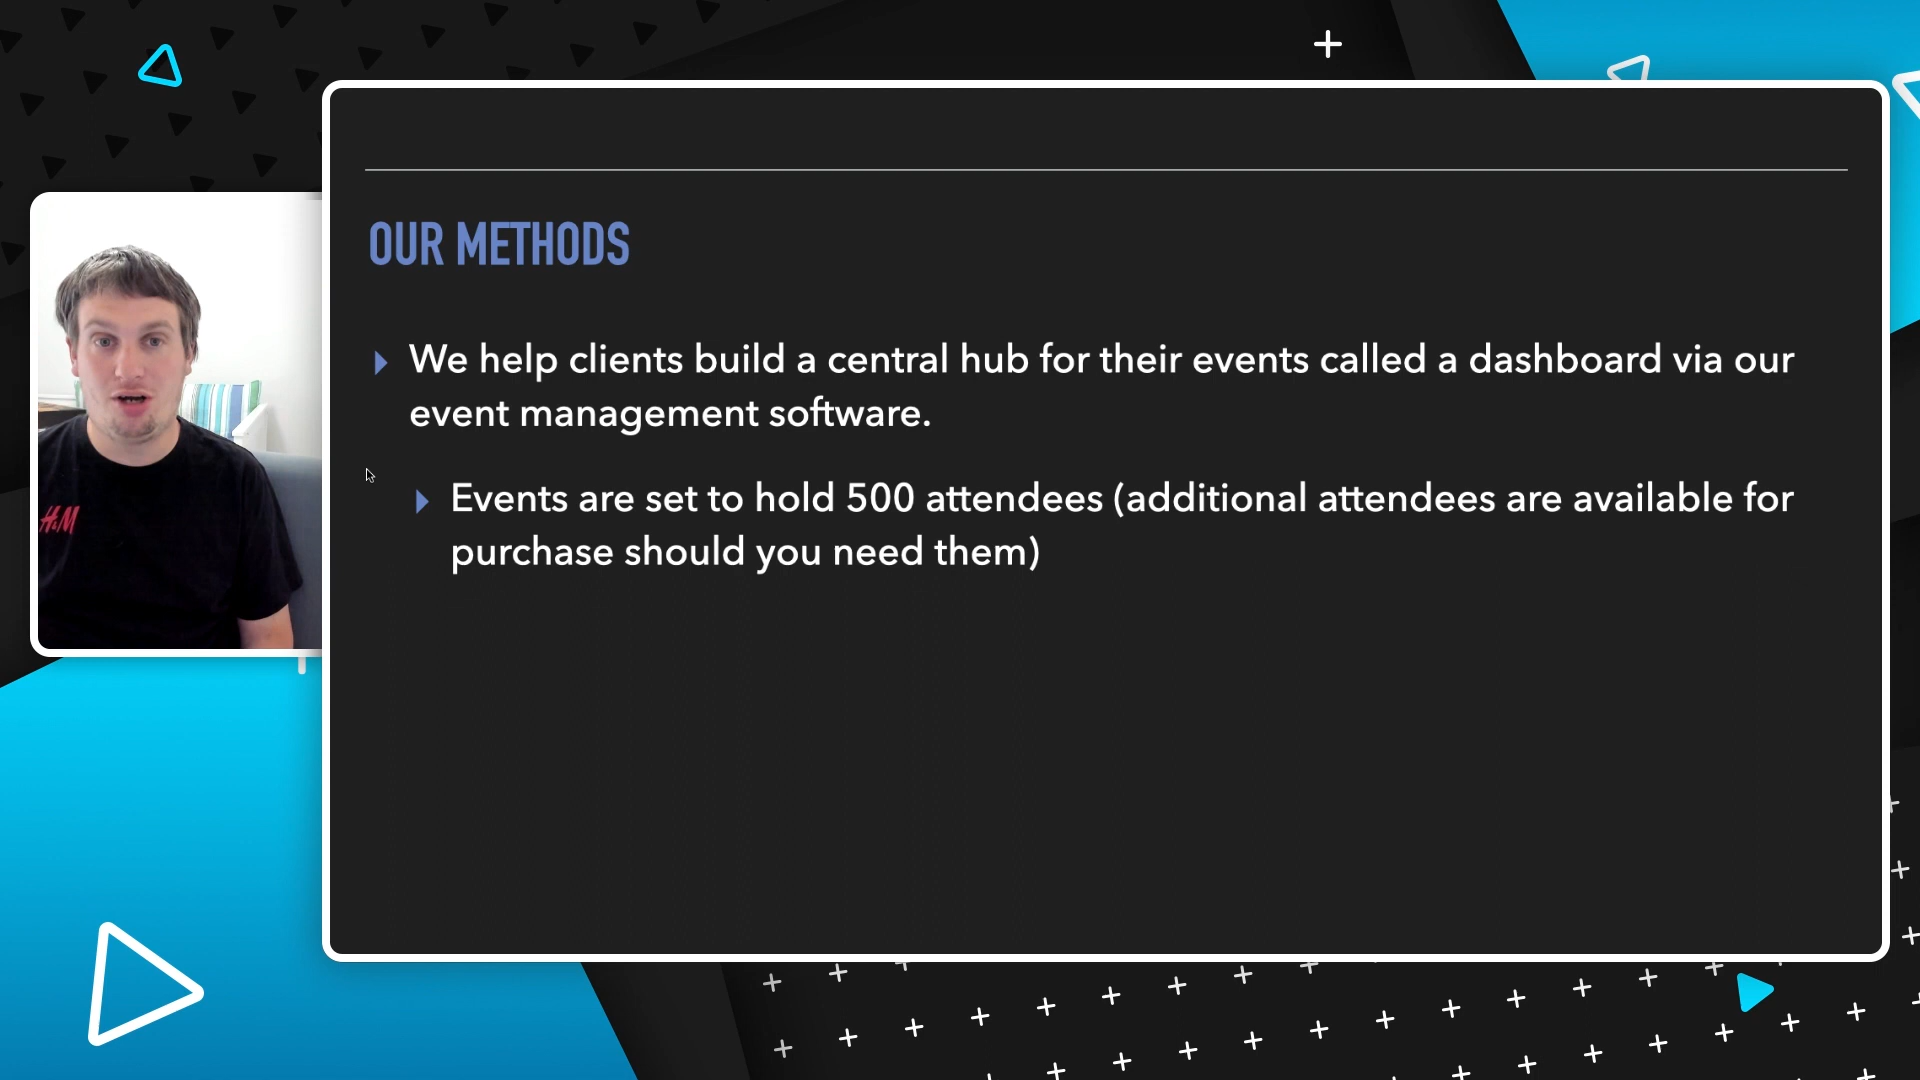 OUR METHODS
We help clients build a central hub for their events called a dashboard via our
event management software.
Events are set to hold 500 attendees (additional attendees are available for
purchase should you need them)
H&M